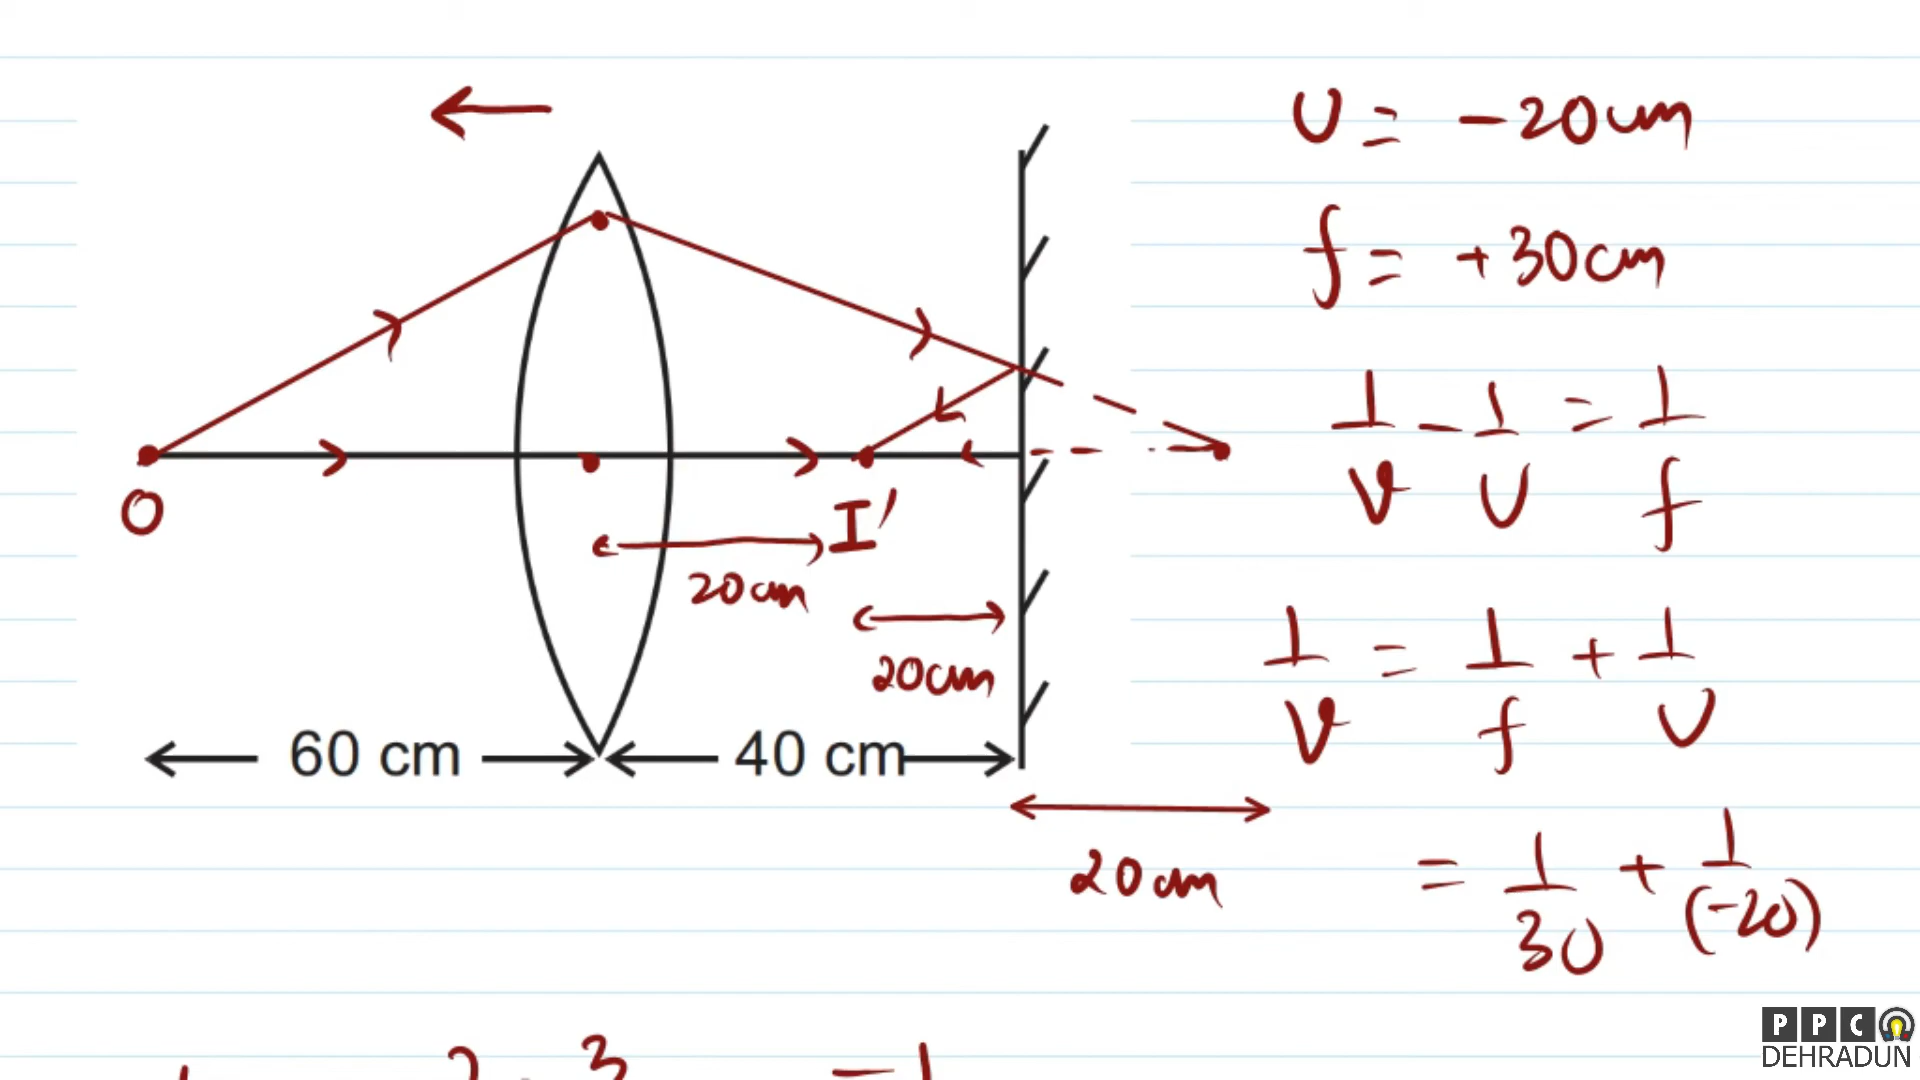 U = -20cm
f = +30cm
1/V - 1/U = 1/f
O
I'
20cm
20cm
1/V = 1/f + 1/U
60 cm
40 cm
20cm
= 1/30 + 1/(-20)
PPC
DEHRADUN